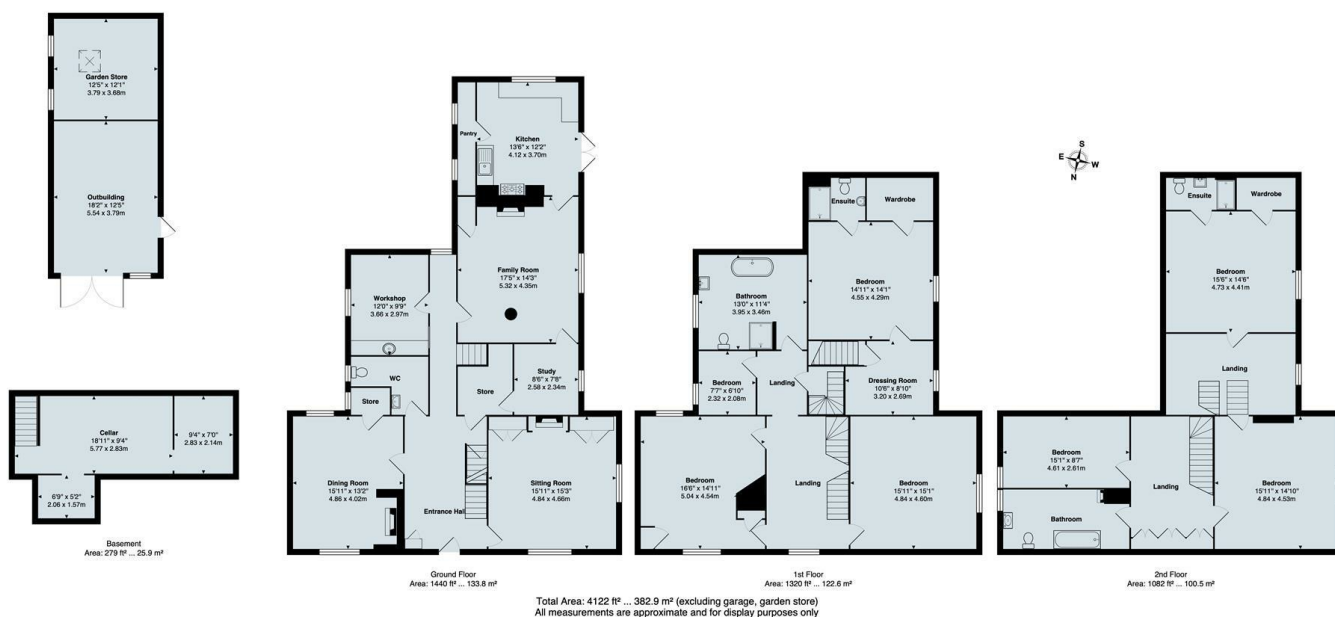 Garden Store
12'5" x 12'1"
3.79 x 3.68m
Outbuilding
18'2" x 12'5"
5.54 x 3.79m
Cellar
18'11" x 9'4"
5.77 x 2.83m
9'4" x 7'0"
2.83 x 2.14m
6'9" x 5'2"
2.06 x 1.57m
Basement
Area: 279 ft² ... 25.9 m²
Pantry
Kitchen
13'6" x 12'2"
4.12 x 3.70m
Family Room
17'5" x 14'3"
5.32 x 4.35m
Workshop
12'0" x 9'9"
3.66 x 2.97m
WC
Store
Store
Study
8'6" x 7'8"
2.58 x 2.34m
Dining Room
15'11" x 13'2"
4.86 x 4.02m
Entrance Hall
Sitting Room
15'11" x 15'3"
4.84 x 4.66m
Ground Floor
Area: 1440 ft² ... 133.8 m²
Ensuite
Wardrobe
Bedroom
14'11" x 14'1"
4.55 x 4.29m
Bathroom
13'0" x 11'4"
3.95 x 3.46m
Bedroom
7'7" x 6'10"
2.32 x 2.08m
Landing
Dressing Room
10'6" x 8'10"
3.20 x 2.69m
Bedroom
16'6" x 14'11"
5.04 x 4.54m
Landing
Bedroom
15'11" x 15'1"
4.84 x 4.60m
1st Floor
Area: 1320 ft² ... 122.6 m²
S
E
W
N
Ensuite
Wardrobe
Bedroom
15'6" x 14'6"
4.73 x 4.41m
Landing
Bedroom
15'1" x 8'7"
4.61 x 2.61m
Landing
Bedroom
15'11" x 14'10"
4.84 x 4.53m
Bathroom
2nd Floor
Area: 1082 ft² ... 100.5 m²
Total Area: 4122 ft² ... 382.9 m² (excluding garage, garden store)
All measurements are approximate and for display purposes only